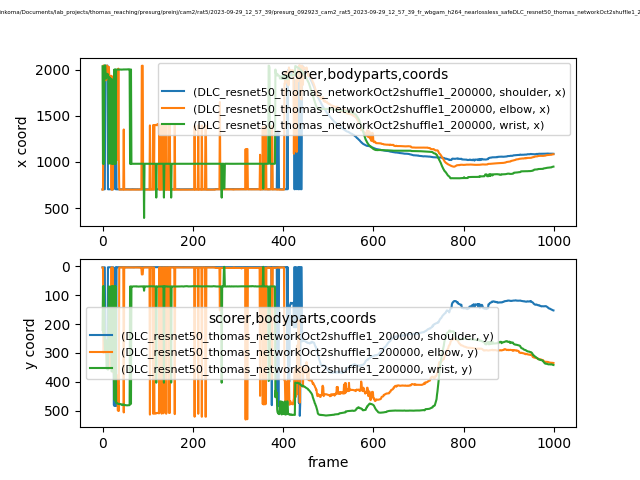 inkoma/Documents/lab_projects/thomas_reaching/presurg/preinj/cam2/rat5/2023-09-29_12_57_39/presurg_092923_cam2_rat5_2023-09-29_12_57_39_fr_wbgam_h264_nearlossless_safeDLC_resnet50_thomas_networkOct2shuffle1_2
scorer,bodyparts,coords
(DLC_resnet50_thomas_networkOct2shuffle1_200000, shoulder, x)
(DLC_resnet50_thomas_networkOct2shuffle1_200000, elbow, x)
(DLC_resnet50_thomas_networkOct2shuffle1_200000, wrist, x)
x coord
2000
1500
1000
500
0 200 400 600 800 1000
scorer,bodyparts,coords
(DLC_resnet50_thomas_networkOct2shuffle1_200000, shoulder, y)
(DLC_resnet50_thomas_networkOct2shuffle1_200000, elbow, y)
(DLC_resnet50_thomas_networkOct2shuffle1_200000, wrist, y)
y coord
0
100
200
300
400
500
0 200 400 600 800 1000
frame